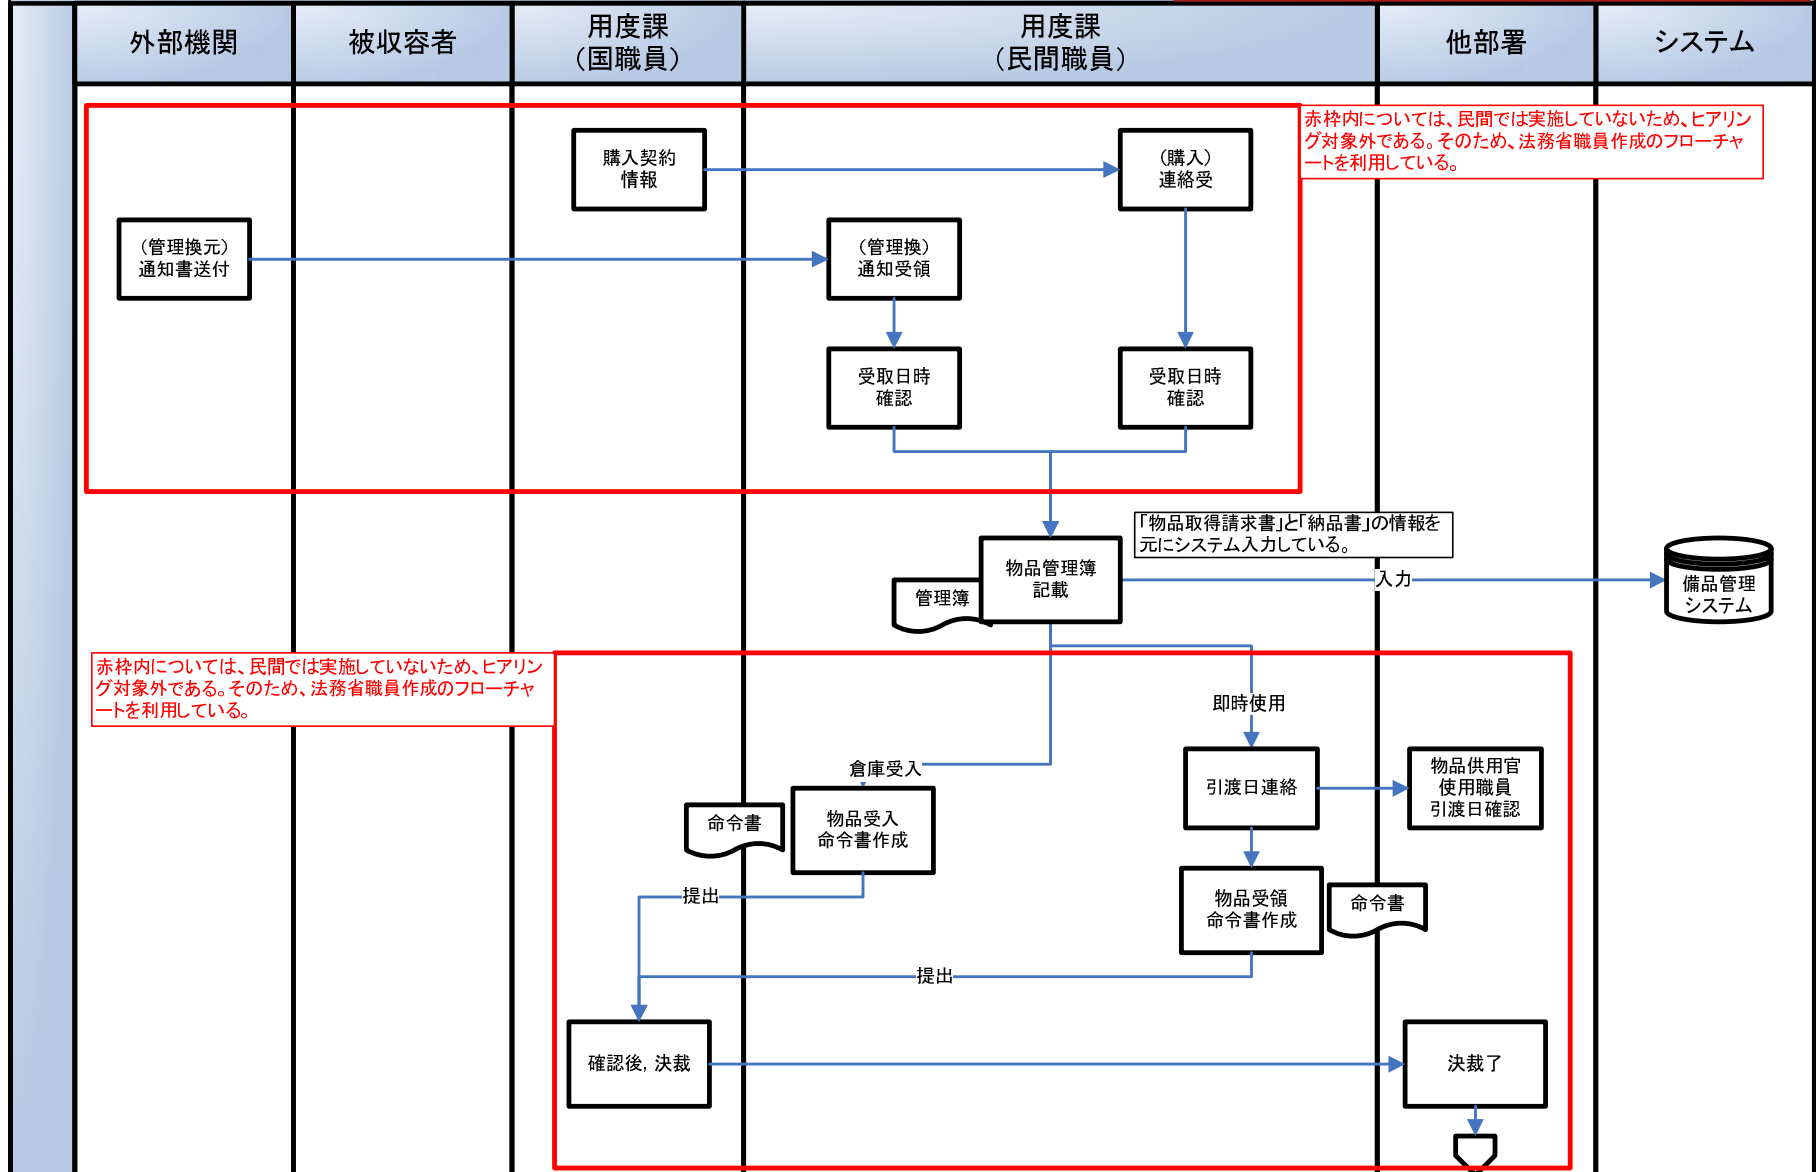 外部機関
被収容者
用度課
（国職員）
用度課
（民間職員）
他部署
システム
赤枠内については、民間では実施していないため、ヒアリン
グ対象外である。そのため、法務省職員作成のフローチャ
ートを利用している。
購入契約
情報
（購入）
連絡受
（管理換元）
通知書送付
（管理換）
通知受領
受取日時
確認
受取日時
確認
「物品取得請求書」と「納品書」の情報を
元にシステム入力している。
物品管理簿
記載
管理簿
入力
備品管理
システム
赤枠内については、民間では実施していないため、ヒアリン
グ対象外である。そのため、法務省職員作成のフローチャ
ートを利用している。
即時使用
倉庫受入
引渡日連絡
物品供用官
使用職員
引渡日確認
命令書
物品受入
命令書作成
提出
物品受領
命令書作成
命令書
提出
確認後，決裁
決裁了